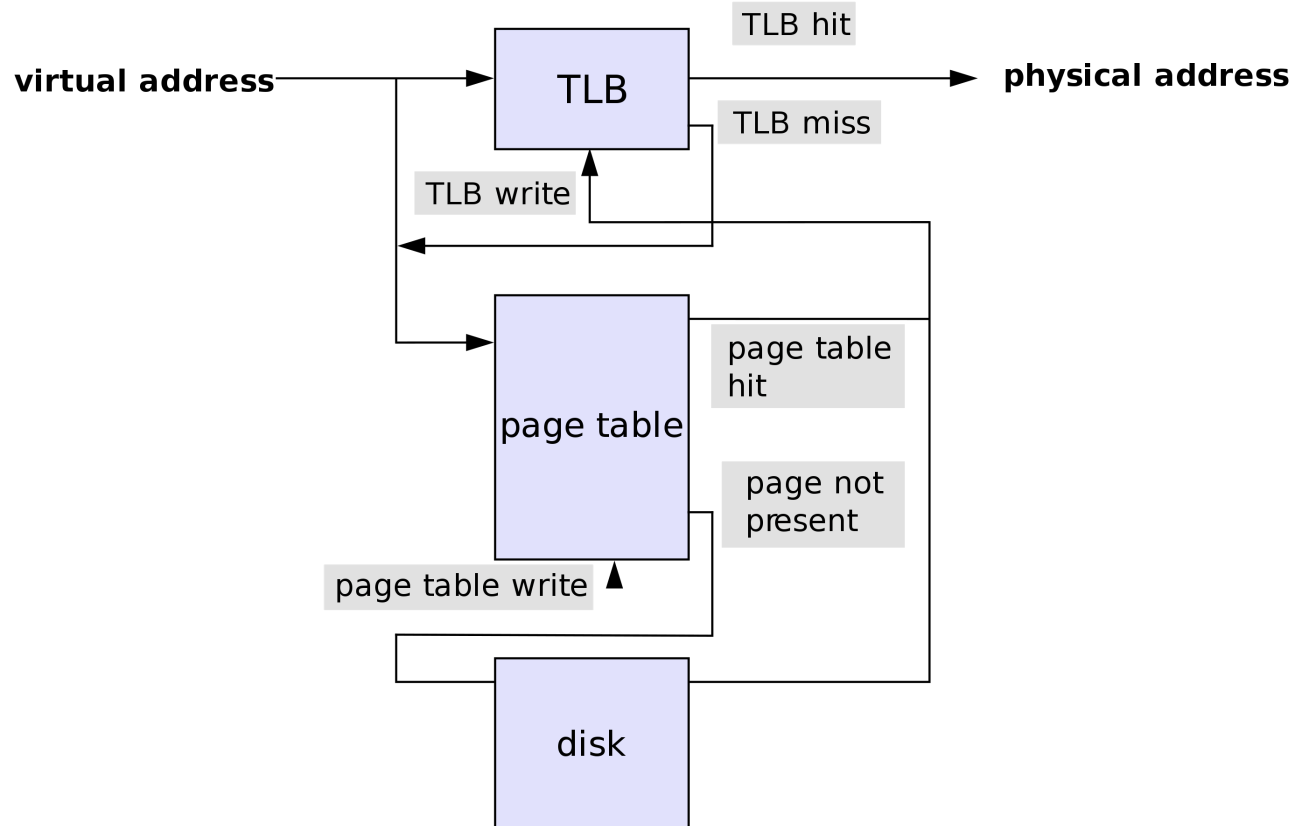 TLB hit
virtual address
TLB
physical address
TLB miss
TLB write
page table
hit
page table
page not
present
page table write
disk